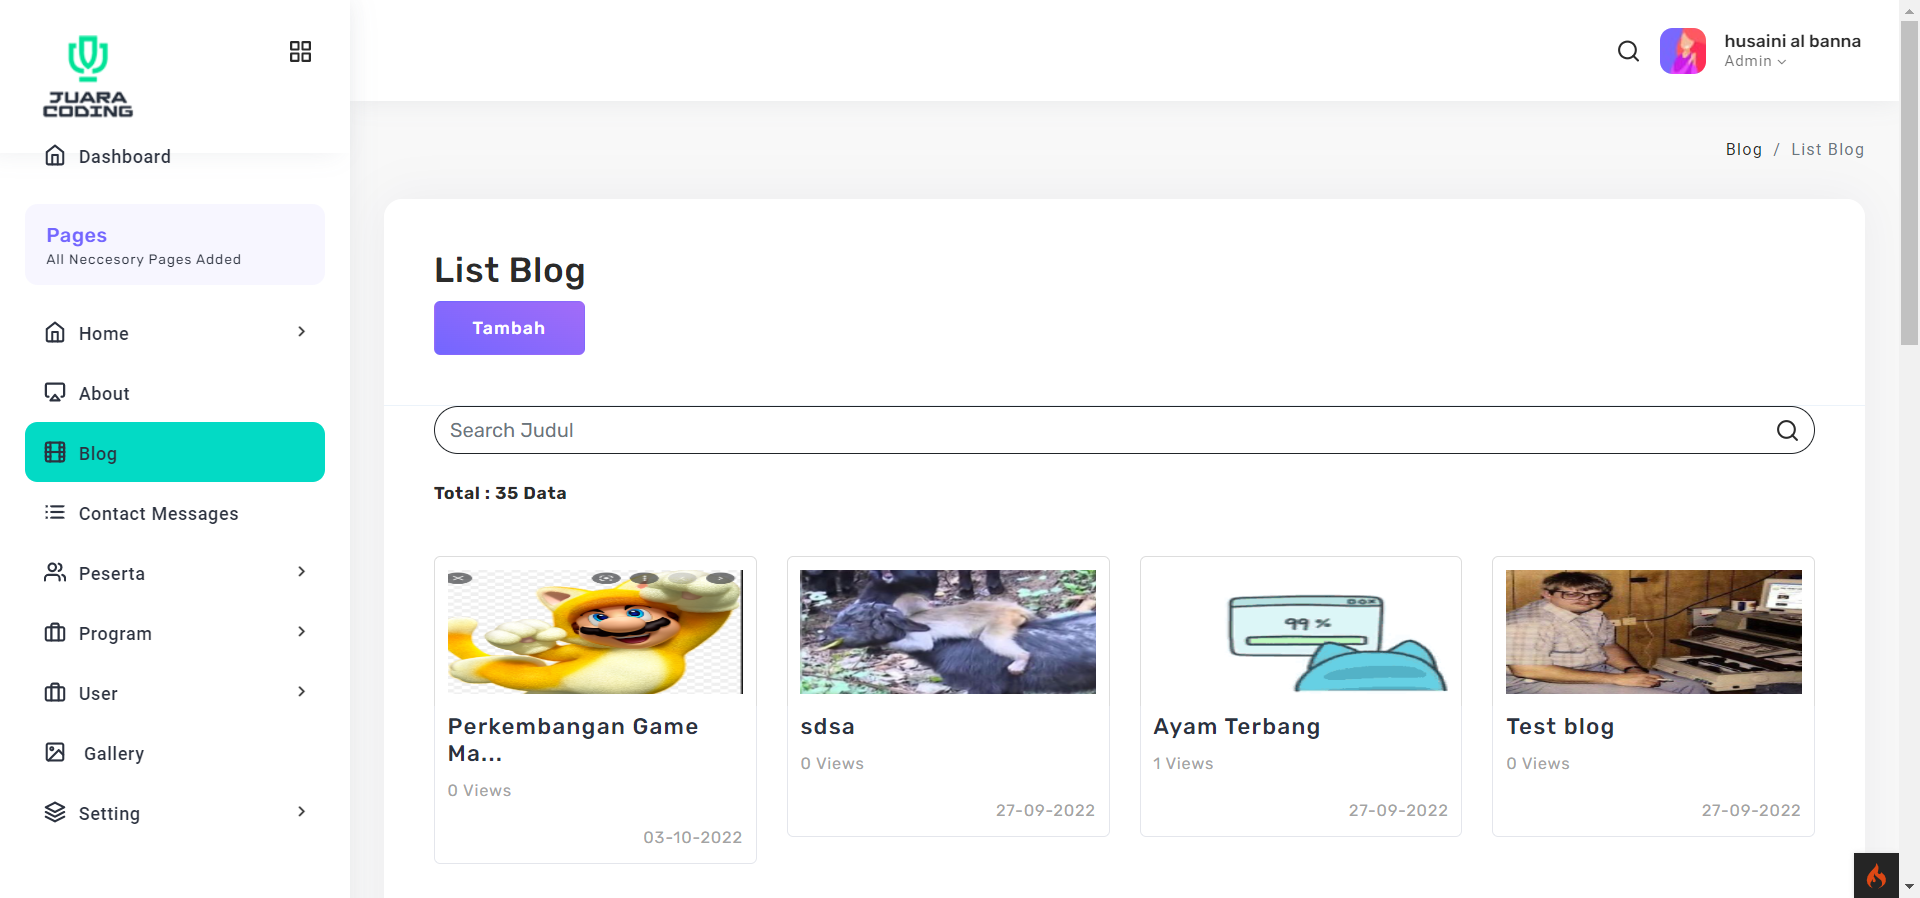 JUARA
CODING
husaini al banna
Admin
Dashboard
Blog / List Blog
Pages
All Neccesory Pages Added
Home
About
Blog
Contact Messages
Peserta
Program
User
Gallery
Setting
List Blog
Tambah
Search Judul
Total : 35 Data
Perkembangan Game
Ma...
0 Views
03-10-2022
sdsa
0 Views
27-09-2022
99 %
Ayam Terbang
1 Views
27-09-2022
Test blog
0 Views
27-09-2022